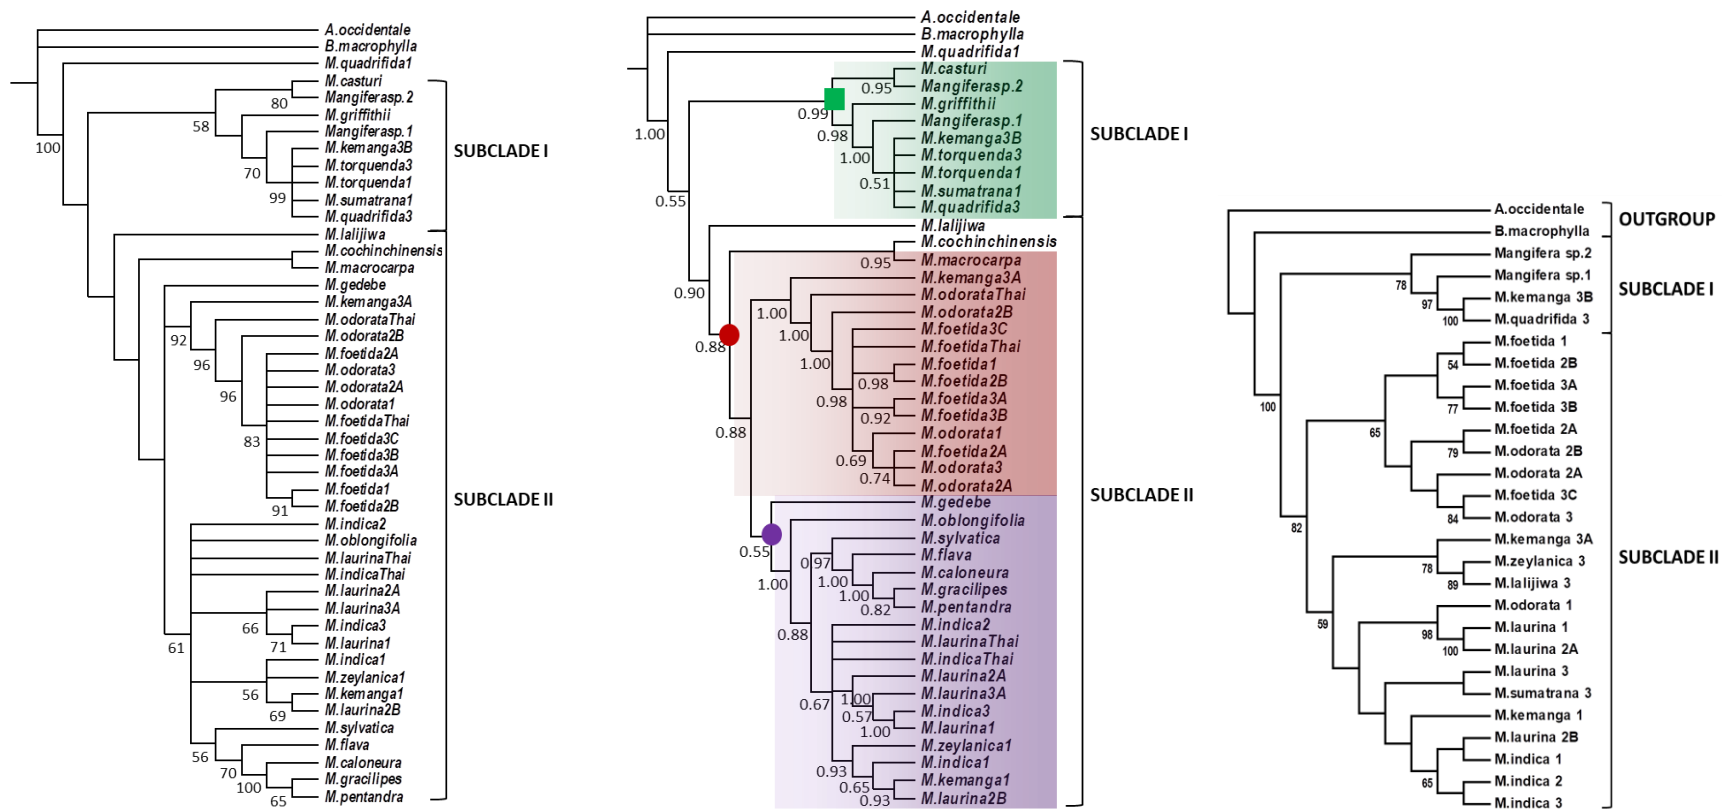 A.occidentale
B.macrophylla
M.quadrifida1
M.casturi
80
Mangiferasp.2
58
M.griffithii
Mangiferasp.1
100
M.kemanga3B
SUBCLADE I
70
M.torquenda3
M.torquenda1
99
M.sumatrana1
M.quadrifida3
M.lalijiwa
M.cochinchinensis
M.macrocarpa
M.gedebe
M.kemanga3A
M.odorataThai
92
M.odorata2B
96
M.foetida2A
M.odorata3
96
M.odorata2A
M.odorata1
M.foetidaThai
83
M.foetida3C
M.foetida3B
M.foetida3A
M.foetida1
SUBCLADE II
91
M.foetida2B
M.indica2
M.oblongifolia
M.laurinaThai
M.indicaThai
M.laurina2A
M.laurina3A
66
M.indica3
61
71
M.laurina1
M.indica1
M.zeylanica1
56
M.kemanga1
69
M.laurina2B
M.sylvatica
56
M.flava
70
M.caloneura
100
M.gracilipes
65
M.pentandra
A.occidentale
B.macrophylla
M.quadrifida1
M.casturi
0.95
Mangiferasp.2
0.99
M.griffithii
Mangiferasp.1
1.00
0.98
M.kemanga3B
SUBCLADE I
1.00
M.torquenda3
M.torquenda1
0.51
M.sumatrana1
0.55
M.quadrifida3
M.lalijiwa
M.cochinchinensis
0.95
M.macrocarpa
M.kemanga3A
0.90
M.odorataThai
1.00
M.odorata2B
1.00
M.foetida3C
0.88
M.foetidaThai
1.00
M.foetida1
0.98
M.foetida2B
0.98
M.foetida3A
0.92
M.foetida3B
0.88
M.odorata1
M.foetida2A
0.69
M.odorata3
0.74
M.odorata2A
SUBCLADE II
M.gedebe
M.oblongifolia
M.sylvatica
0.55
M.flava
0.97
M.caloneura
1.00
1.00
M.gracilipes
1.00
M.pentandra
0.82
M.indica2
0.88
M.laurinaThai
M.indicaThai
M.laurina2A
M.laurina3A
1.00
0.67
M.indica3
0.57
M.laurina1
1.00
M.zeylanica1
M.indica1
0.93
M.kemanga1
0.65
M.laurina2B
0.93
A.occidentale
OUTGROUP
B.macrophylla
Mangifera sp.2
Mangifera sp.1
78
SUBCLADE I
M.kemanga 3B
97
M.quadrifida 3
100
M.foetida 1
M.foetida 2B
54
M.foetida 3A
M.foetida 3B
77
100
M.foetida 2A
65
M.odorata 2B
79
M.odorata 2A
M.foetida 3C
M.odorata 3
84
82
M.kemanga 3A
M.zeylanica 3
SUBCLADE II
78
M.lalijiwa 3
89
M.odorata 1
M.laurina 1
59
98
M.laurina 2A
100
M.laurina 3
M.sumatrana 3
M.kemanga 1
M.laurina 2B
M.indica 1
M.indica 2
65
M.indica 3